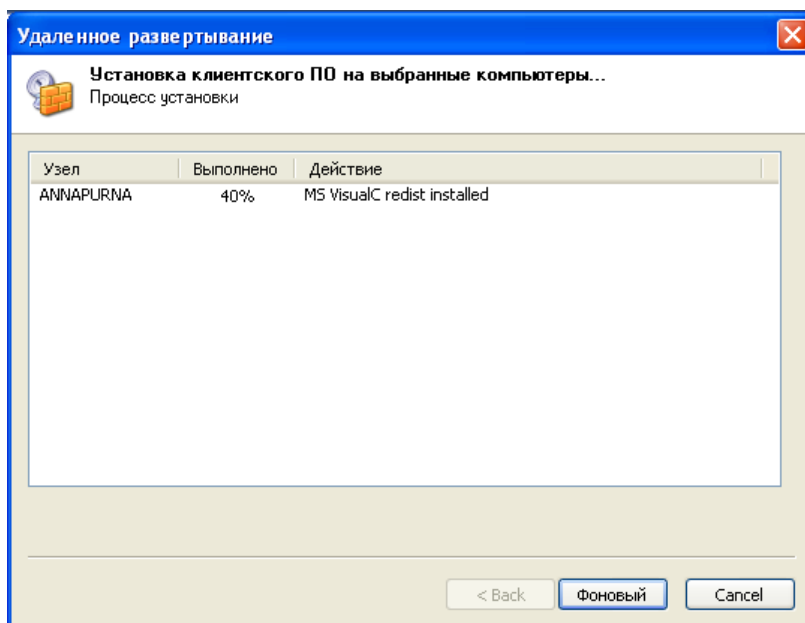 Удаленное развертывание
Установка клиентского ПО на выбранные компьютеры...
Процесс установки
Узел Выполнено Действие
ANNAPURNA 40% MS VisualC redist installed
< Back Фоновый Cancel